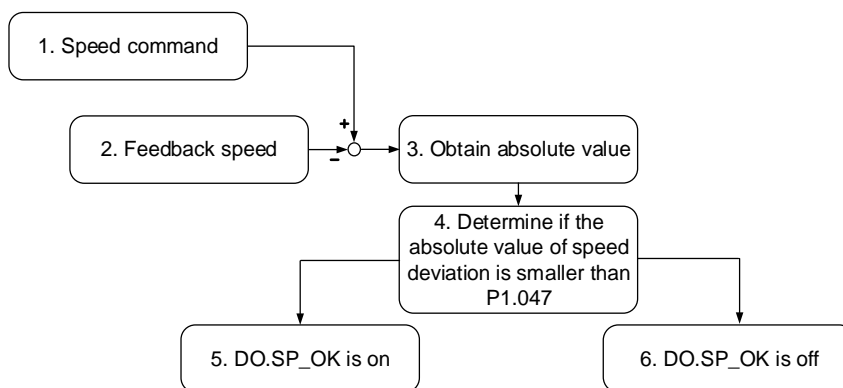 1. Speed command
+
2. Feedback speed
-
3. Obtain absolute value
4. Determine if the
absolute value of speed
deviation is smaller than
P1.047
5. DO.SP_OK is on
6. DO.SP_OK is off